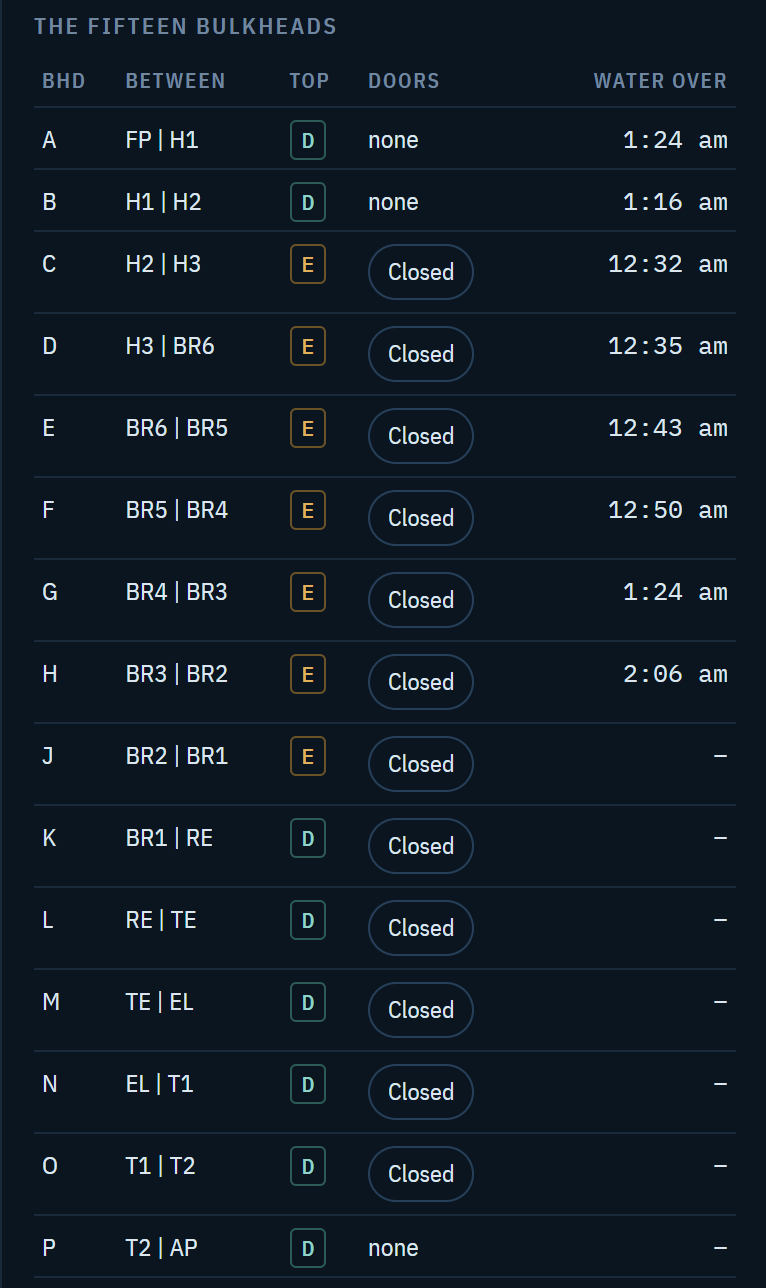 THE FIFTEEN BULKHEADS
BHD BETWEEN TOP DOORS WATER OVER
A FP | H1 D none 1:24 am
B H1 | H2 D none 1:16 am
C H2 | H3 E Closed 12:32 am
D H3 | BR6 E Closed 12:35 am
E BR6 | BR5 E Closed 12:43 am
F BR5 | BR4 E Closed 12:50 am
G BR4 | BR3 E Closed 1:24 am
H BR3 | BR2 E Closed 2:06 am
J BR2 | BR1 E Closed –
K BR1 | RE D Closed –
L RE | TE D Closed –
M TE | EL D Closed –
N EL | T1 D Closed –
O T1 | T2 D Closed –
P T2 | AP D none –